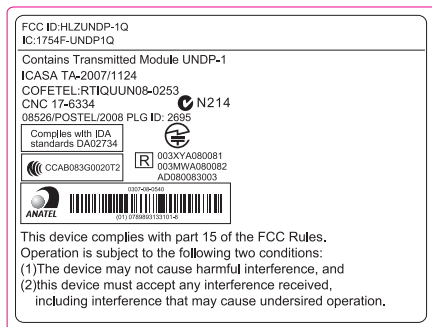 FCC ID:HLZUNDP-1Q
IC:1754F-UNDP1Q
Contains Transmitted Module UNDP-1
ICASA TA-2007/1124
COFETEL:RTIQUUN08-0253
CNC 17-6334
N214
08526/POSTEL/2008 PLG ID: 2695
Complies with IDA
standards DA02734
CCAB083G0020T2
R
003XYA080081
003MWA080082
AD080083003
ANATEL
0307-08-0540
(01) 0789893133101-6
This device complies with part 15 of the FCC Rules.
Operation is subject to the following two conditions:
(1)The device may not cause harmful interference, and
(2)this device must accept any interference received,
including interference that may cause undersired operation.